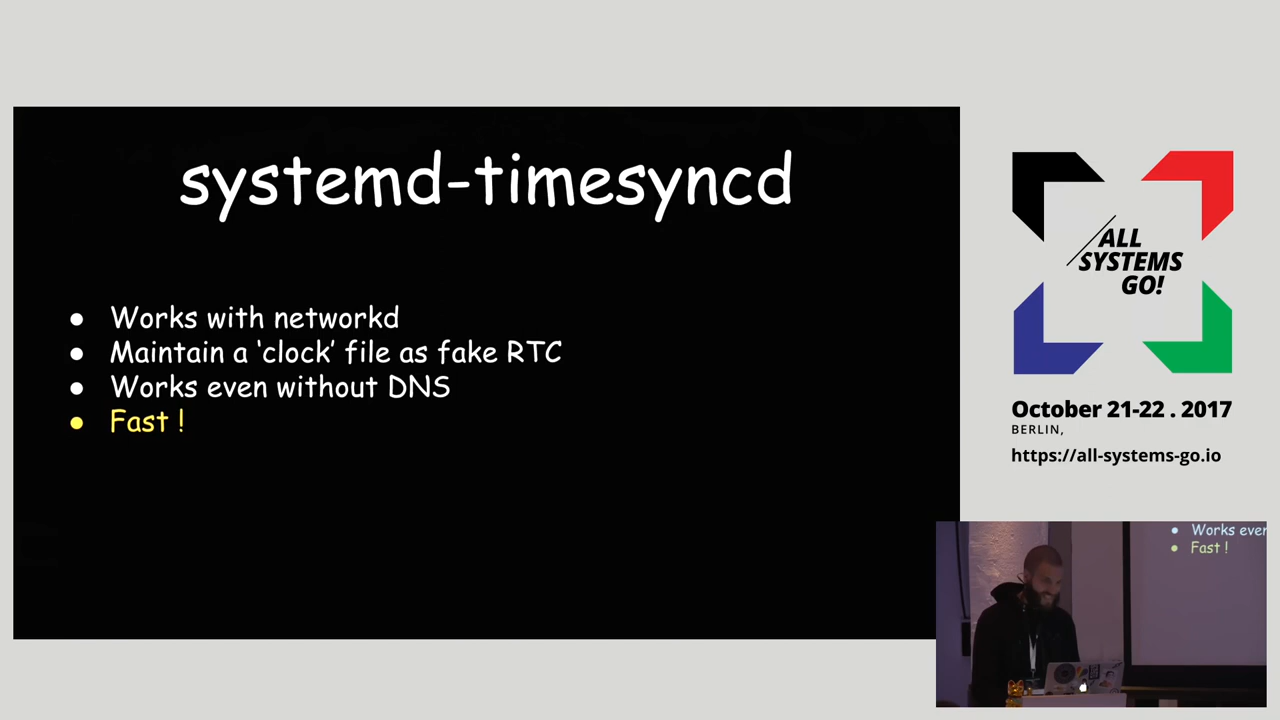 systemd-timesyncd
● Works with networkd
● Maintain a ‘clock’ file as fake RTC
● Works even without DNS
● Fast !
/ALL
SYSTEMS
GO!
October 21-22 . 2017
BERLIN,
https://all-systems-go.io
● Works ever
● Fast !